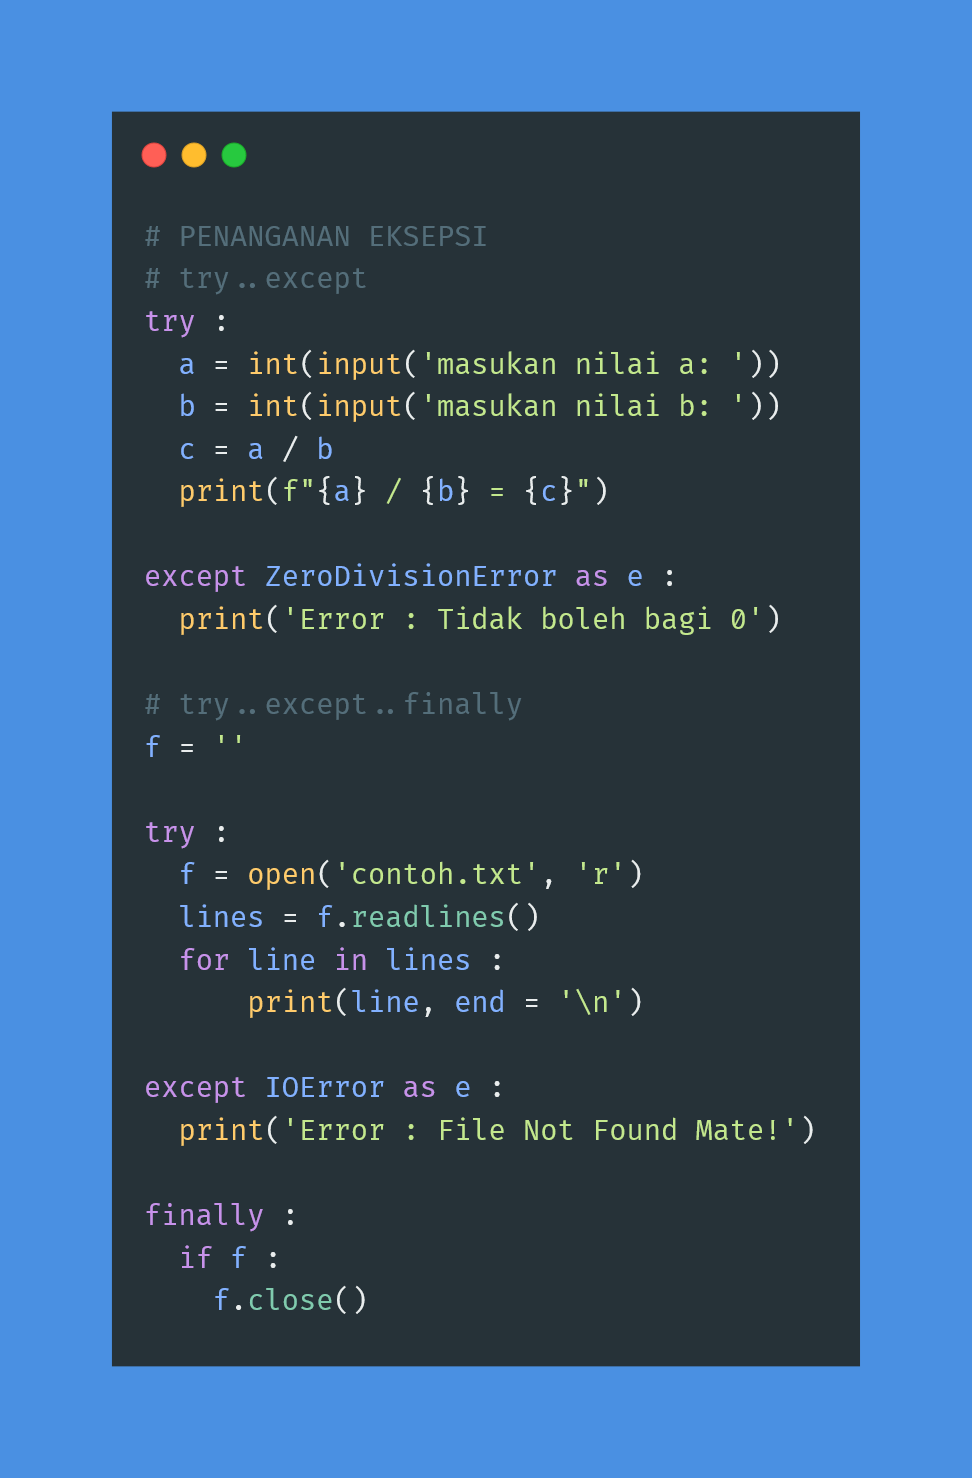 # PENANGANAN EKSEPSI
# try..except
try :
  a = int(input('masukan nilai a: '))
  b = int(input('masukan nilai b: '))
  c = a / b
  print(f"{a} / {b} = {c}")

except ZeroDivisionError as e :
  print('Error : Tidak boleh bagi 0')

# try..except..finally
f = ''

try :
  f = open('contoh.txt', 'r')
  lines = f.readlines()
  for line in lines :
      print(line, end = '\n')

except IOError as e :
  print('Error : File Not Found Mate!')

finally :
  if f :
    f.close()